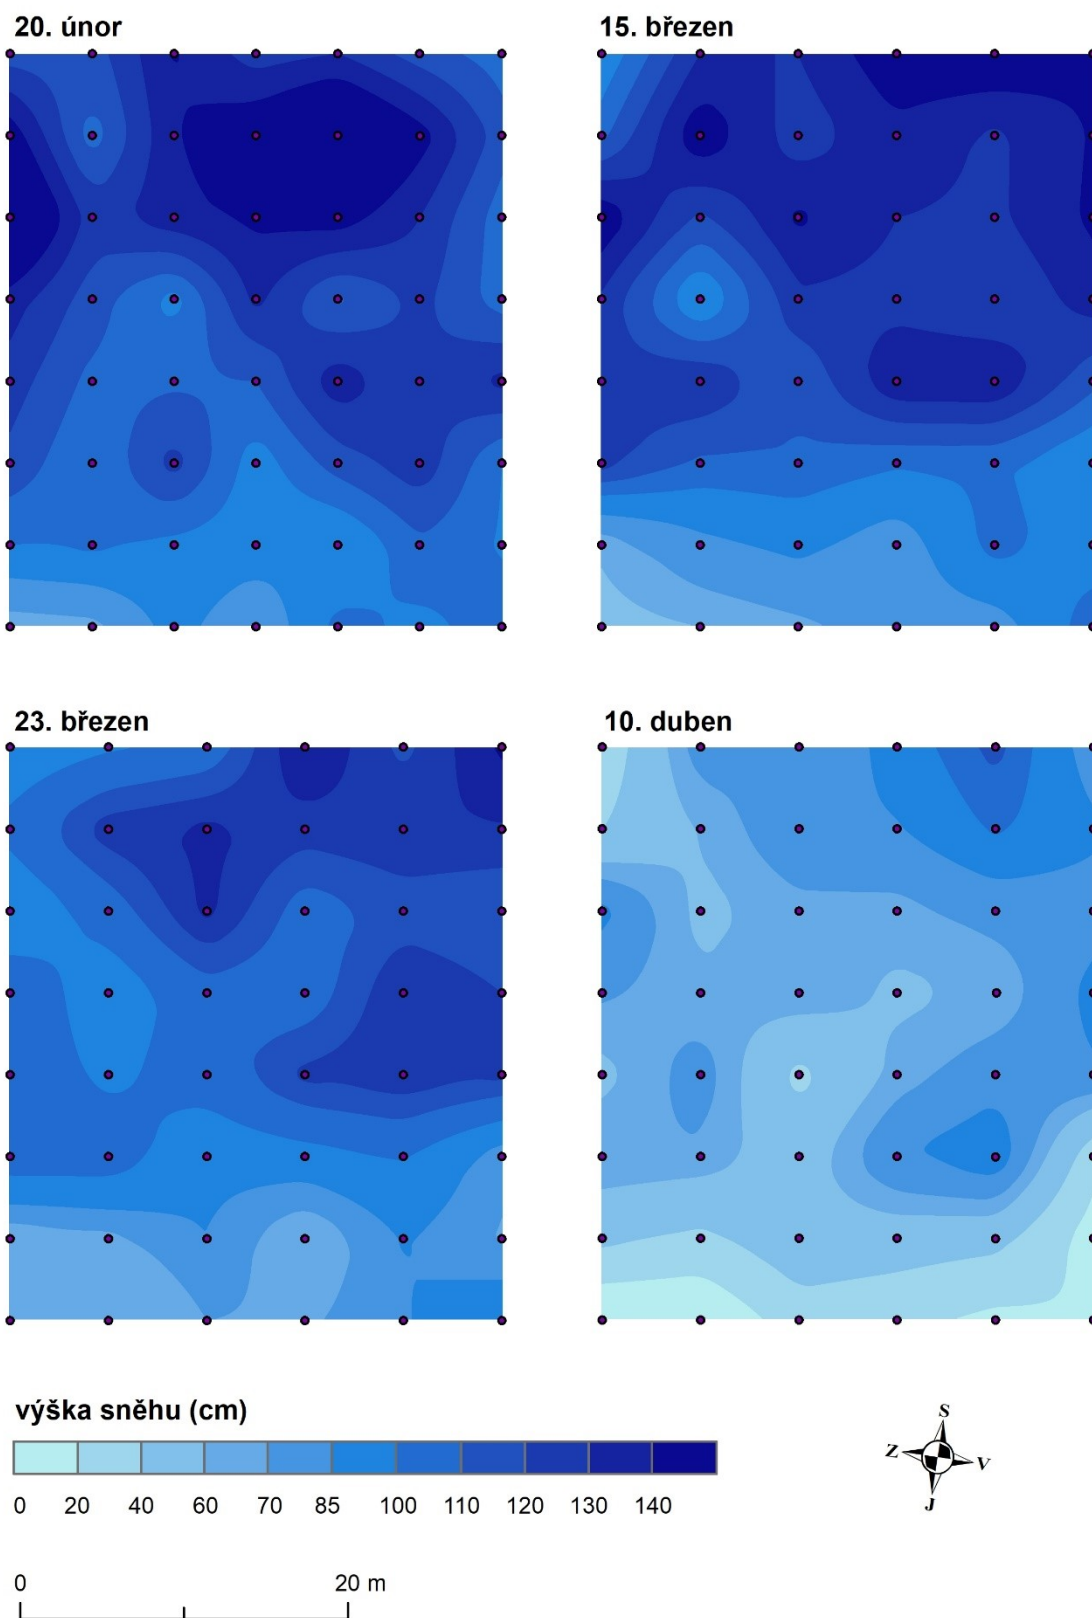 20. únor
15. březen
23. březen
10. duben
výška sněhu (cm)
0 20 40 60 70 85 100 110 120 130 140
S
Z V
J
0 20 m